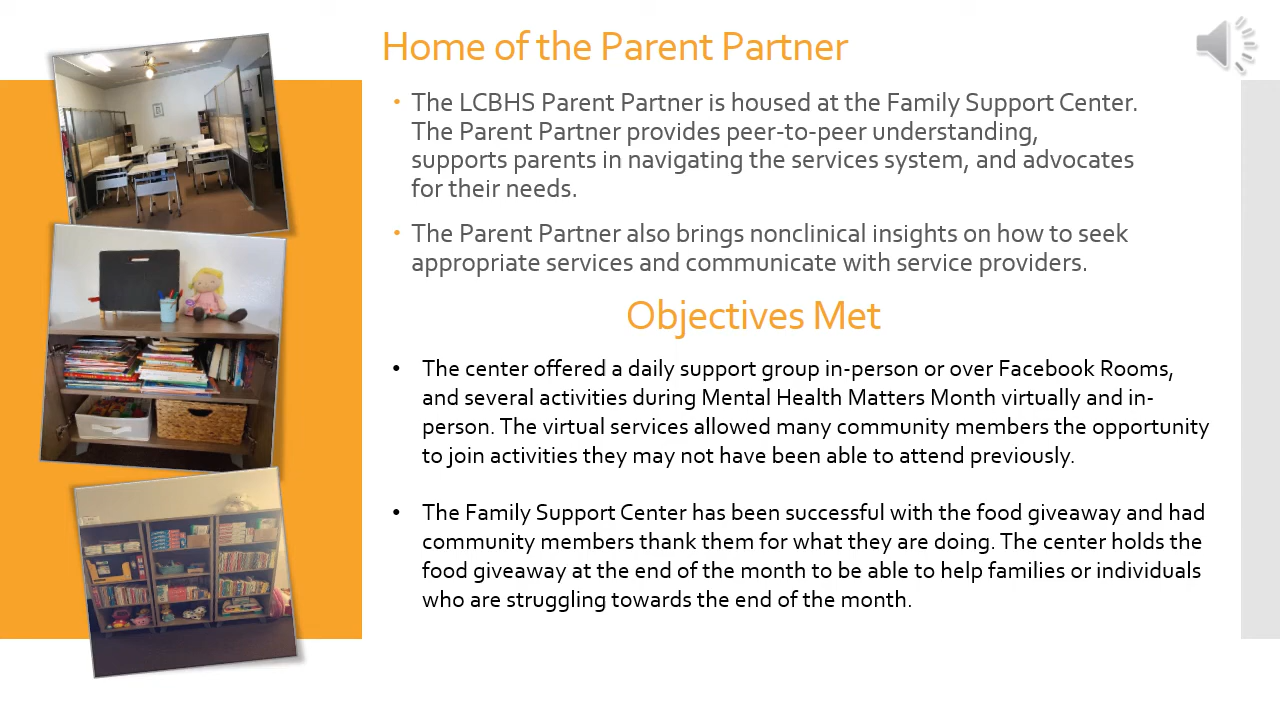 Home of the Parent Partner
• The LCBHS Parent Partner is housed at the Family Support Center.
The Parent Partner provides peer-to-peer understanding,
supports parents in navigating the services system, and advocates
for their needs.
• The Parent Partner also brings nonclinical insights on how to seek
appropriate services and communicate with service providers.
Objectives Met
• The center offered a daily support group in-person or over Facebook Rooms,
and several activities during Mental Health Matters Month virtually and in-
person. The virtual services allowed many community members the opportunity
to join activities they may not have been able to attend previously.
• The Family Support Center has been successful with the food giveaway and had
community members thank them for what they are doing. The center holds the
food giveaway at the end of the month to be able to help families or individuals
who are struggling towards the end of the month.